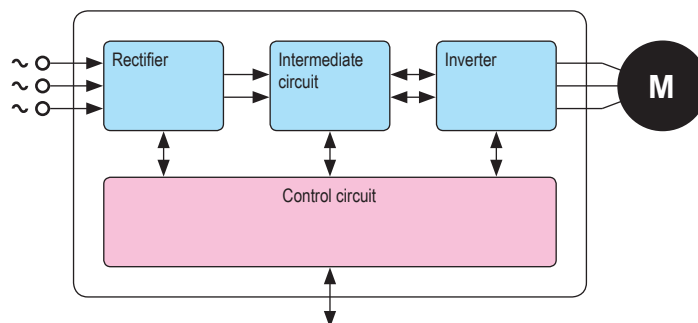 Rectifier
Intermediate
circuit
Inverter
~
~
~
M
Control circuit